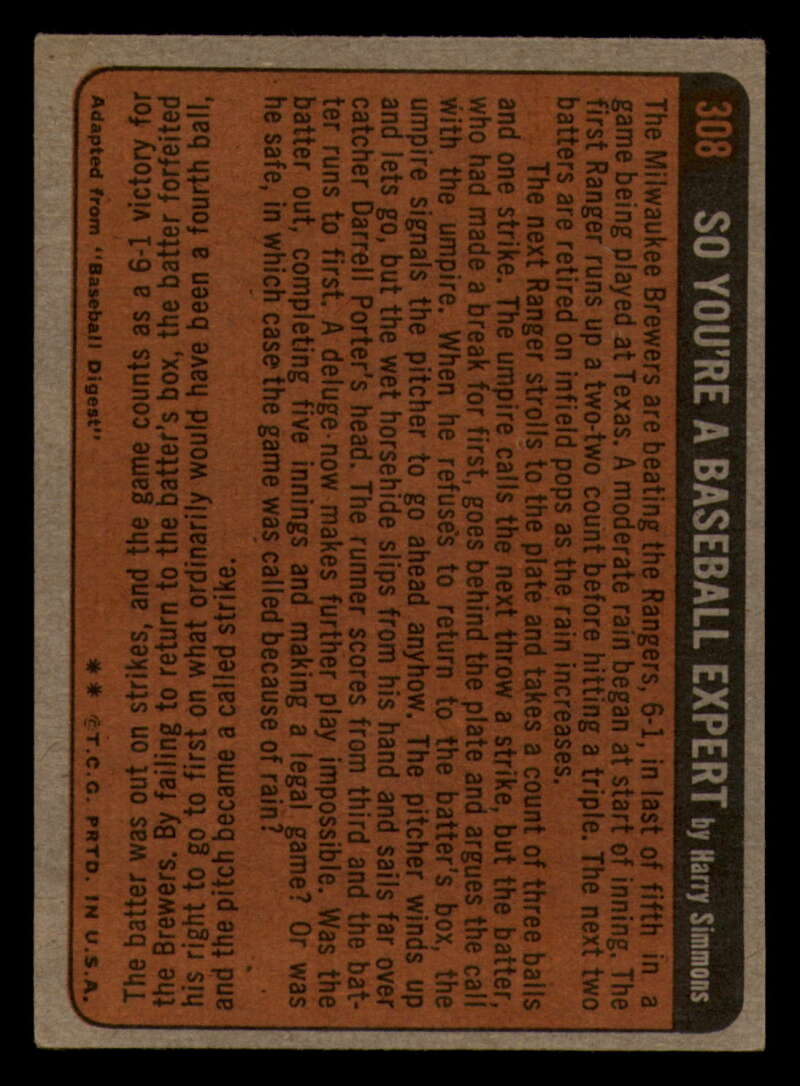 308 SO YOU'RE A BASEBALL EXPERT by Harry Simmons
The Milwaukee Brewers are beating the Rangers, 6-1, in last of fifth in a
game being played at Texas. A moderate rain began at start of inning. The
first Ranger runs up a two-two count before hitting a triple. The next two
batters are retired on infield pops as the rain increases.
The next Ranger strolls to the plate and takes a count of three balls
and one strike. The umpire calls the next throw a strike, but the batter,
who had made a break for first, goes behind the plate and argues the call
with the umpire. When he refuses to return to the batter's box, the
umpire signals the pitcher to go ahead anyhow. The pitcher winds up
and lets go, but the wet horsehide slips from his hand and sails far over
catcher Darrell Porter's head. The runner scores from third and the bat-
ter runs to first. A deluge now makes further play impossible. Was the
batter out, completing five innings and making a legal game? Or was
he safe, in which case the game was called because of rain?
The batter was out on strikes, and the game counts as a 6-1 victory for
the Brewers. By failing to return to the batter's box, the batter forfeited
his right to go to first on what ordinarily would have been a fourth ball,
and the pitch became a called strike.
Adapted from "Baseball Digest" ** ©T.C.G. PRTD. IN U.S.A.